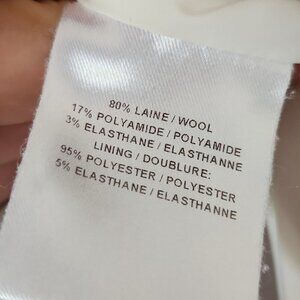 80% LAINE / WOOL
17% POLYAMIDE / POLYAMIDE
3% ELASTHANE / ELASTHANNE
LINING / DOUBLURE:
95% POLYESTER / POLYESTER
5% ELASTHANE / ELASTHANNE